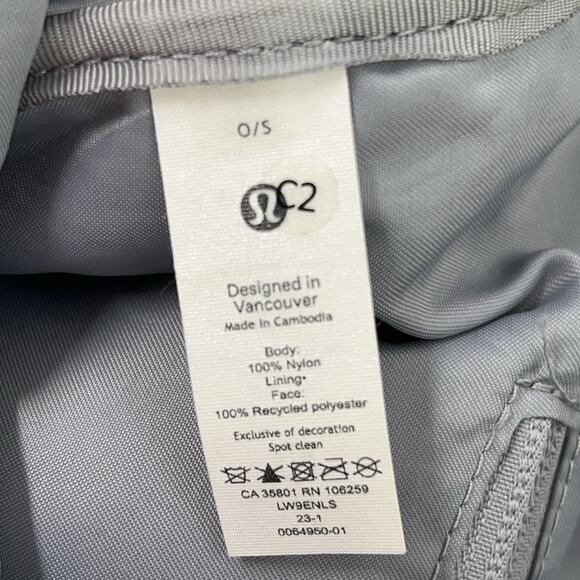 O/S
C2
Designed in
Vancouver
Made in Cambodia
Body:
100% Nylon
Lining•
Face:
100% Recycled polyester
Exclusive of decoration
Spot clean
CA 35801 RN 106259
LW9ENLS
23-1
0064950-01